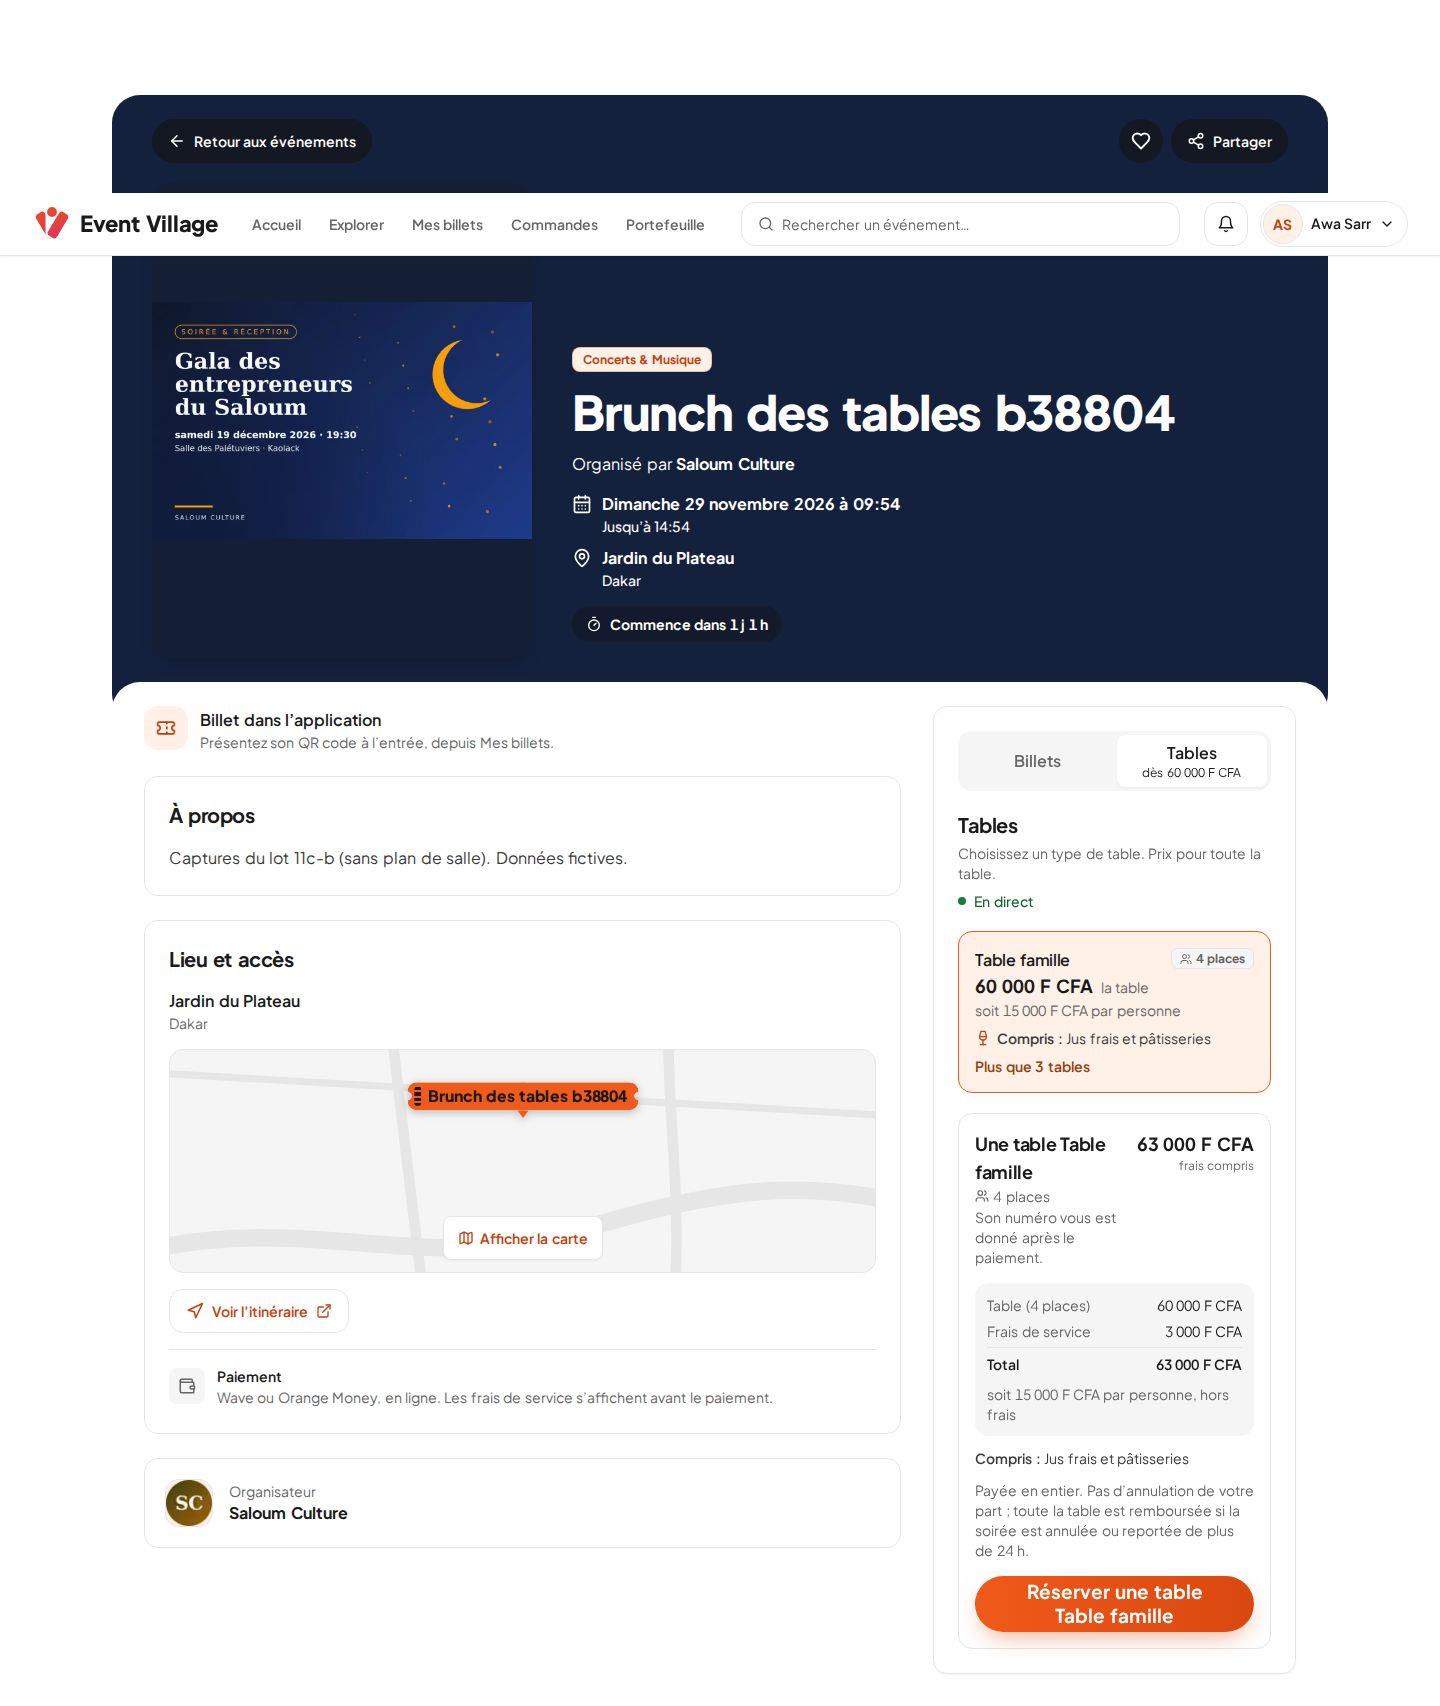 Retour aux événements
Partager
Event Village
Accueil
Explorer
Mes billets
Commandes
Portefeuille
Rechercher un événement…
AS
Awa Sarr
SOIRÉE & RÉCEPTION
Gala des
entrepreneurs
du Saloum
samedi 19 décembre 2026 · 19:30
Salle des Palétuviers · Kaolack
SALOUM CULTURE
Concerts & Musique
Brunch des tables b38804
Organisé par Saloum Culture
Dimanche 29 novembre 2026 à 09:54
Jusqu’à 14:54
Jardin du Plateau
Dakar
Commence dans 1 j 1 h
Billet dans l’application
Présentez son QR code à l’entrée, depuis Mes billets.
À propos
Captures du lot 11c-b (sans plan de salle). Données fictives.
Lieu et accès
Jardin du Plateau
Dakar
Brunch des tables b38804
Afficher la carte
Voir l’itinéraire
Paiement
Wave ou Orange Money, en ligne. Les frais de service s’affichent avant le paiement.
SC
Organisateur
Saloum Culture
Billets
Tables
dès 60 000 F CFA
Tables
Choisissez un type de table. Prix pour toute la
table.
En direct
Table famille
4 places
60 000 F CFA la table
soit 15 000 F CFA par personne
Compris : Jus frais et pâtisseries
Plus que 3 tables
Une table Table
famille
63 000 F CFA
frais compris
4 places
Son numéro vous est
donné après le
paiement.
Table (4 places) 60 000 F CFA
Frais de service 3 000 F CFA
Total 63 000 F CFA
soit 15 000 F CFA par personne, hors
frais
Compris : Jus frais et pâtisseries
Payée en entier. Pas d’annulation de votre
part ; toute la table est remboursée si la
soirée est annulée ou reportée de plus
de 24 h.
Réserver une table
Table famille